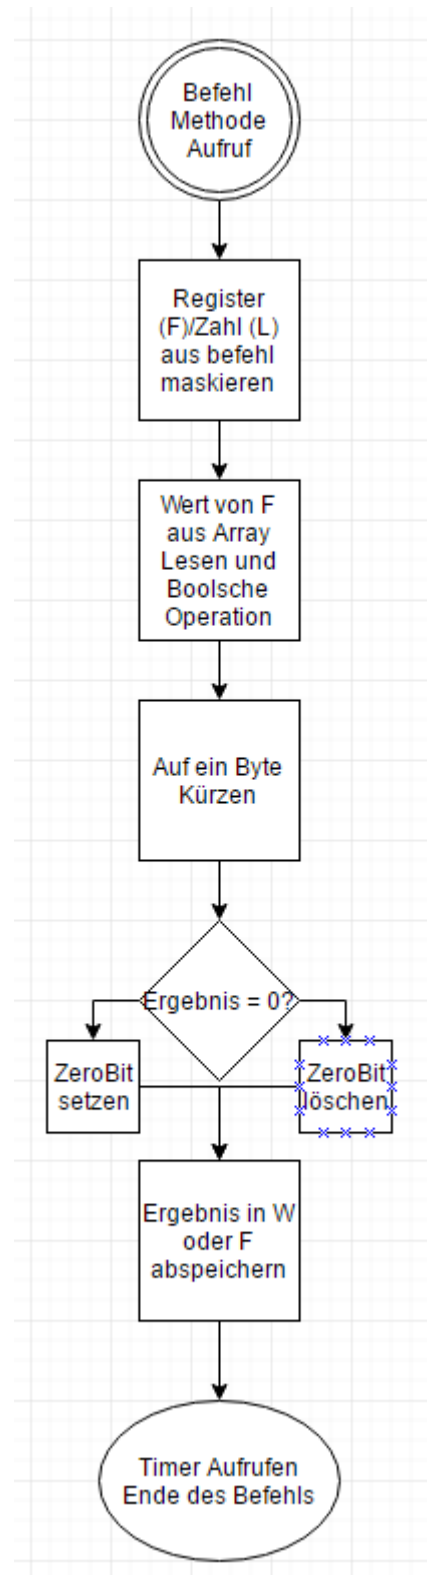 Befehl
Methode
Aufruf
Register
(F)/Zahl (L)
aus befehl
maskieren
Wert von F
aus Array
Lesen und
Boolsche
Operation
Auf ein Byte
Kürzen
Ergebnis = 0?
ZeroBit
setzen
ZeroBit
löschen
Ergebnis in W
oder F
abspeichern
Timer Aufrufen
Ende des Befehls